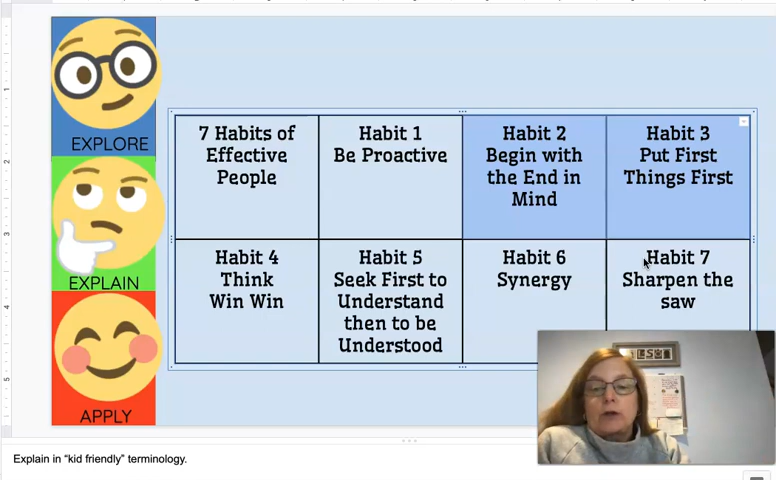 EXPLORE
EXPLAIN
APPLY
7 Habits of
Effective
People
Habit 1
Be Proactive
Habit 2
Begin with
the End in
Mind
Habit 3
Put First
Things First
Habit 4
Think
Win Win
Habit 5
Seek First to
Understand
then to be
Understood
Habit 6
Synergy
Habit 7
Sharpen the
saw
Explain in “kid friendly” terminology.